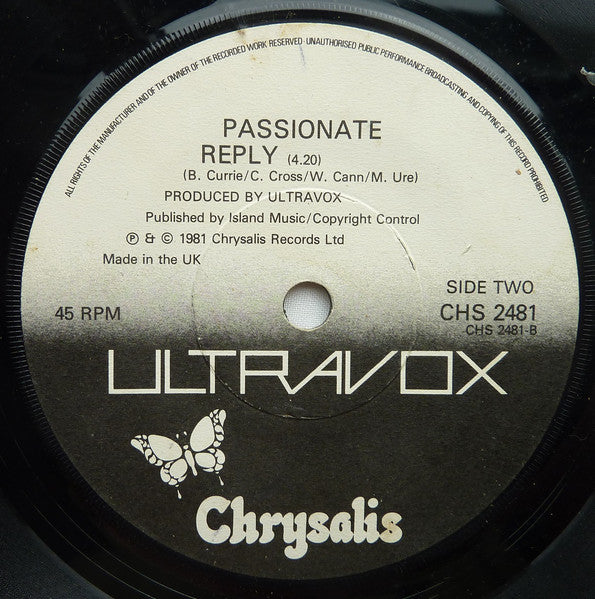 ALL RIGHTS OF THE MANUFACTURER AND OF THE OWNER OF THE RECORDED WORK RESERVED · UNAUTHORISED PUBLIC PERFORMANCE BROADCASTING AND COPYING OF THIS RECORD PROHIBITED
PASSIONATE
REPLY (4.20)
(B. Currie/C. Cross/W. Cann/M. Ure)
PRODUCED BY ULTRAVOX
Published by Island Music/Copyright Control
Ⓟ & © 1981 Chrysalis Records Ltd
Made in the UK
45 RPM
SIDE TWO
CHS 2481
CHS 2481-B
ULTRAVOX
Chrysalis